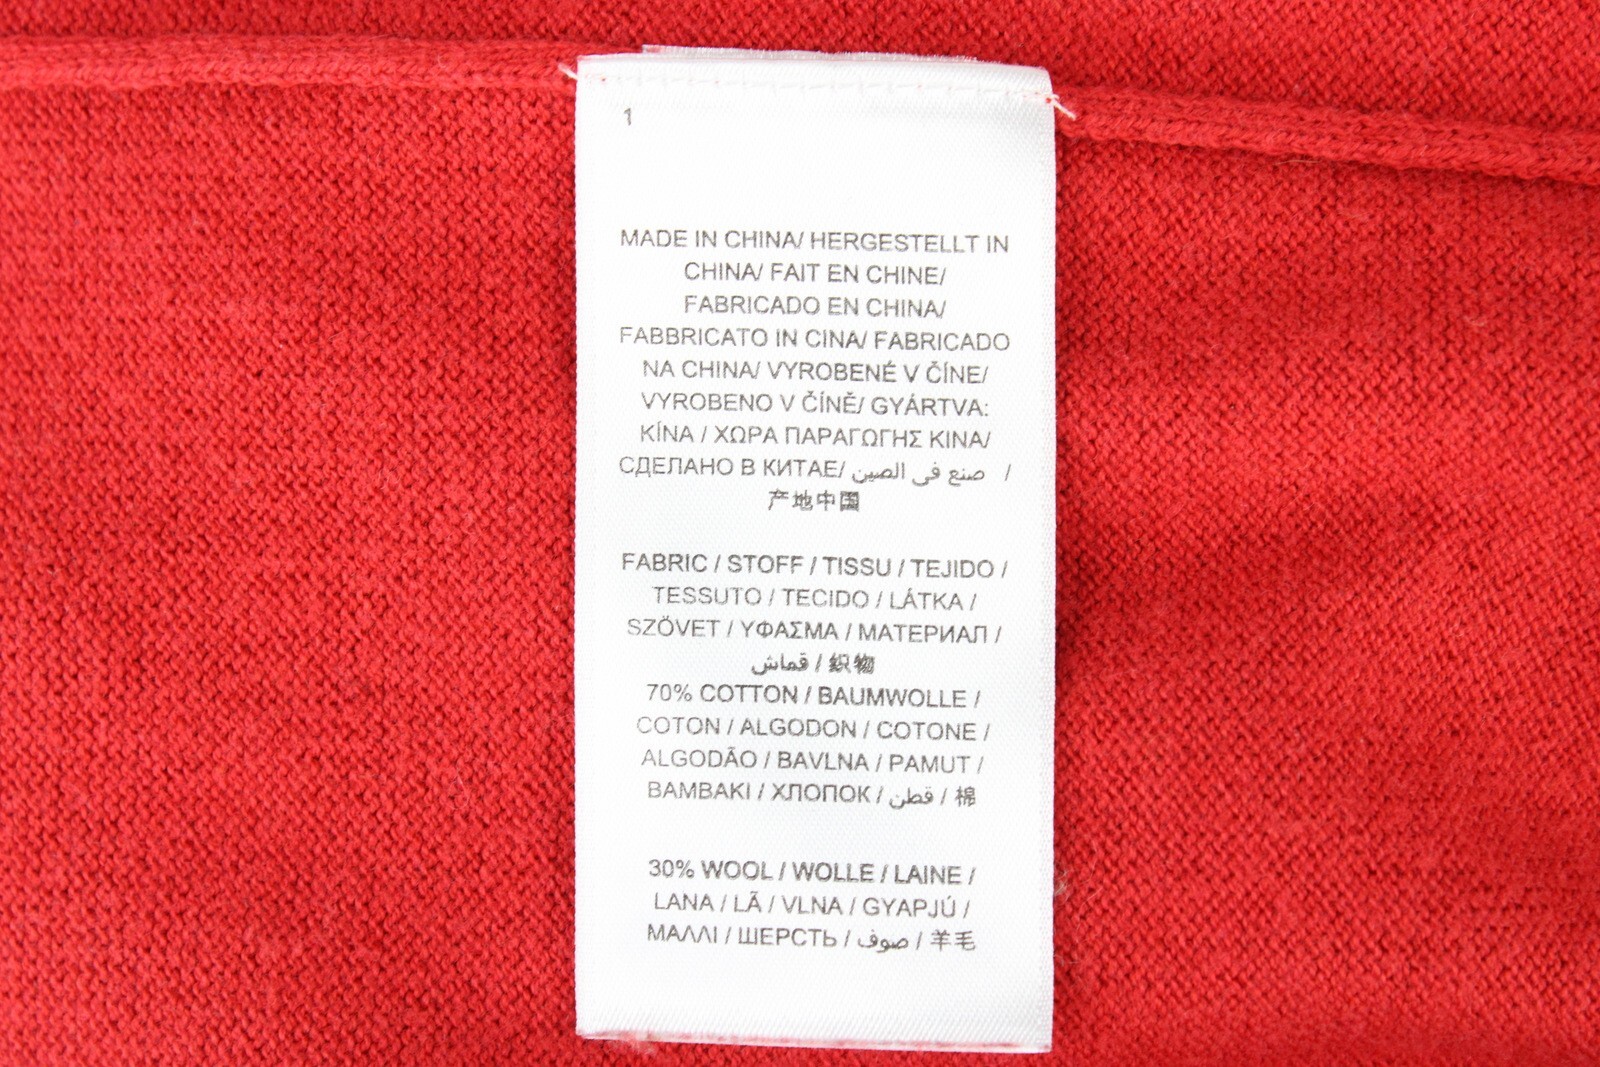 1
MADE IN CHINA/ HERGESTELLT IN
CHINA/ FAIT EN CHINE/
FABRICADO EN CHINA/
FABBRICATO IN CINA/ FABRICADO
NA CHINA/ VYROBENÉ V ČÍNE/
VYROBENO V ČÍNĚ/ GYÁRTVA:
KÍNA / ΧΩΡΑ ΠΑΡΑΓΩΓΗΣ ΚΙΝΑ/
СДЕЛАНО В КИТАЕ/ صنع في الصين /
产地中国
FABRIC / STOFF / TISSU / TEJIDO /
TESSUTO / TECIDO / LÁTKA /
SZÖVET / ΥΦΑΣΜΑ / МАТЕРИАЛ /
قماش / 织物
70% COTTON / BAUMWOLLE /
COTON / ALGODON / COTONE /
ALGODÃO / BAVLNA / PAMUT /
ΒΑΜΒΑΚΙ / ХЛОПОК / قطن / 棉
30% WOOL / WOLLE / LAINE /
LANA / LÃ / VLNA / GYAPJÚ /
ΜΑΛΛΙ / ШЕРСТЬ / صوف / 羊毛